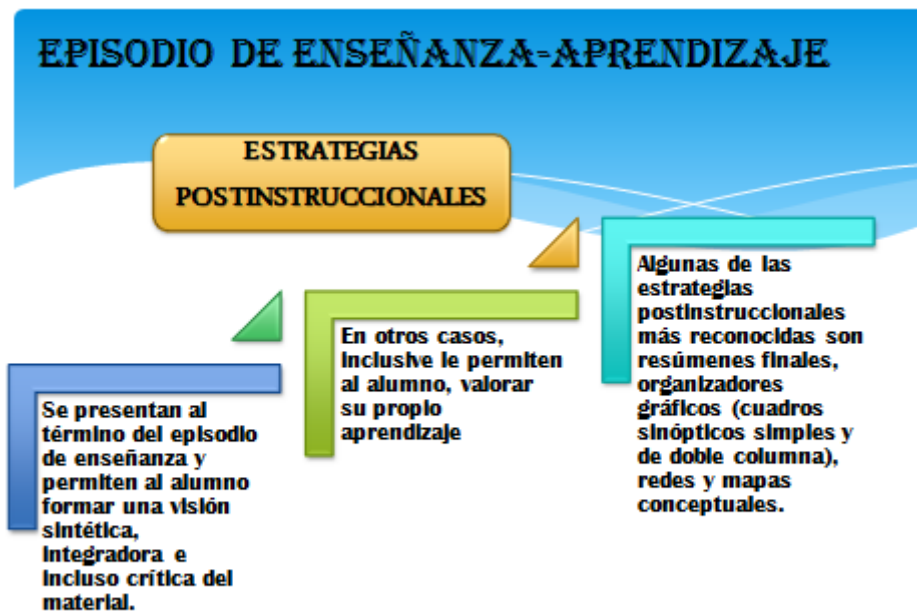 EPISODIO DE ENSEÑANZA-APRENDIZAJE
ESTRATEGIAS
POSTINSTRUCCIONALES
Se presentan al
término del episodio
de enseñanza y
permiten al alumno
formar una visión
sintética,
integradora e
incluso crítica del
material.
En otros casos,
inclusive le permiten
al alumno, valorar
su propio
aprendizaje
Algunas de las
estrategias
postinstruccionales
más reconocidas son
resúmenes finales,
organizadores
gráficos (cuadros
sinópticos simples y
de doble columna),
redes y mapas
conceptuales.